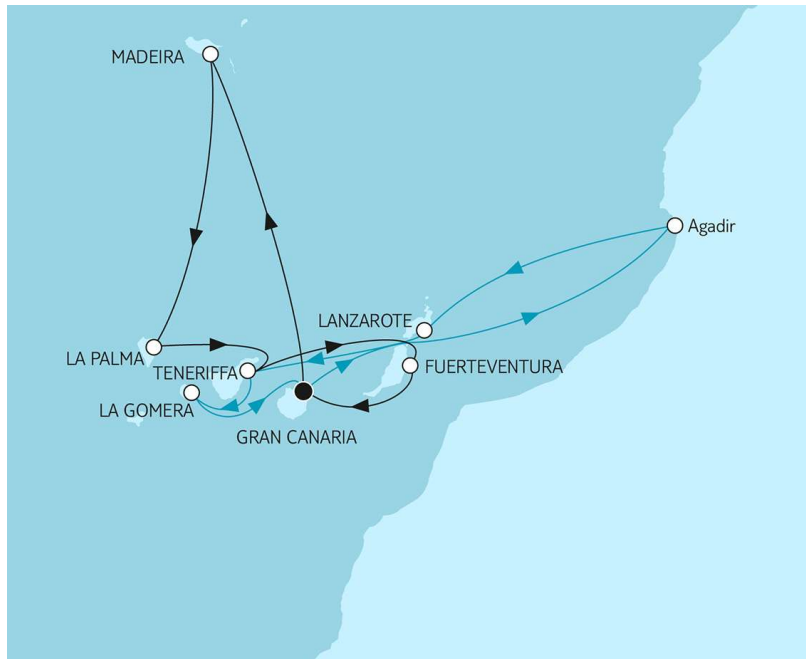 MADEIRA
Agadir
LANZAROTE
LA PALMA
TENERIFFA
FUERTEVENTURA
LA GOMERA
GRAN CANARIA